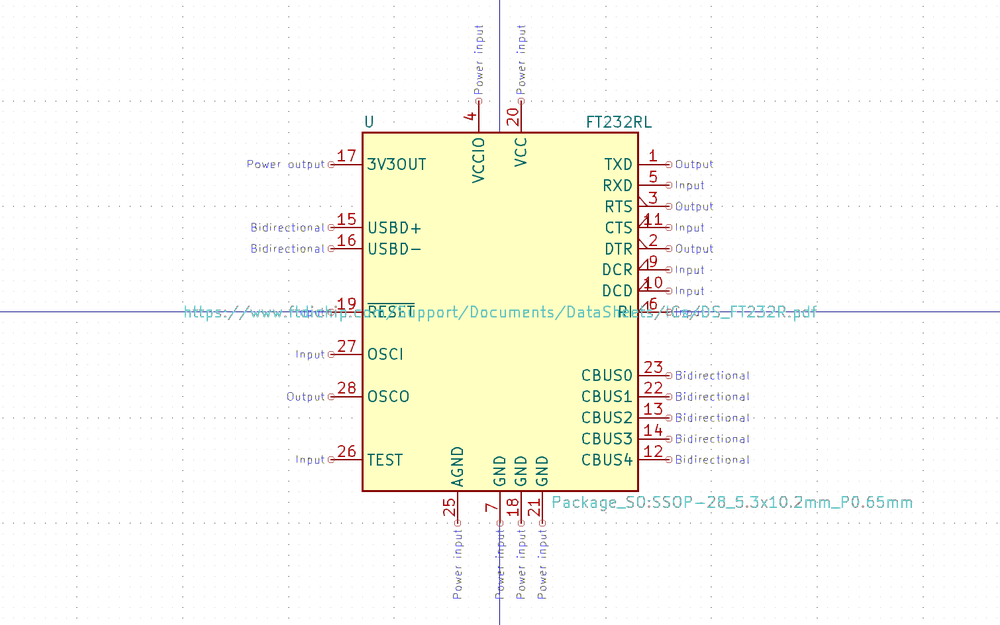 Power input
Power input
4
20
U
FT232RL
VCCIO
VCC
Power output
17
3V3OUT
TXD
1
Output
RXD
5
Input
RTS
3
Output
Bidirectional
15
USBD+
CTS
11
Input
Bidirectional
16
USBD-
DTR
2
Output
DCR
9
Input
DCD
10
Input
19
RESET
RI
6
https://www.ftdichip.com/Support/Documents/DataSheets/ICs/DS_FT232R.pdf
Input
27
OSCI
CBUS0
23
Bidirectional
Output
28
OSCO
CBUS1
22
Bidirectional
CBUS2
13
Bidirectional
CBUS3
14
Bidirectional
Input
26
TEST
CBUS4
12
Bidirectional
AGND
GND
GND
GND
25
7
18
21
Package_SO:SSOP-28_5.3x10.2mm_P0.65mm
Power input
Power input
Power input
Power input